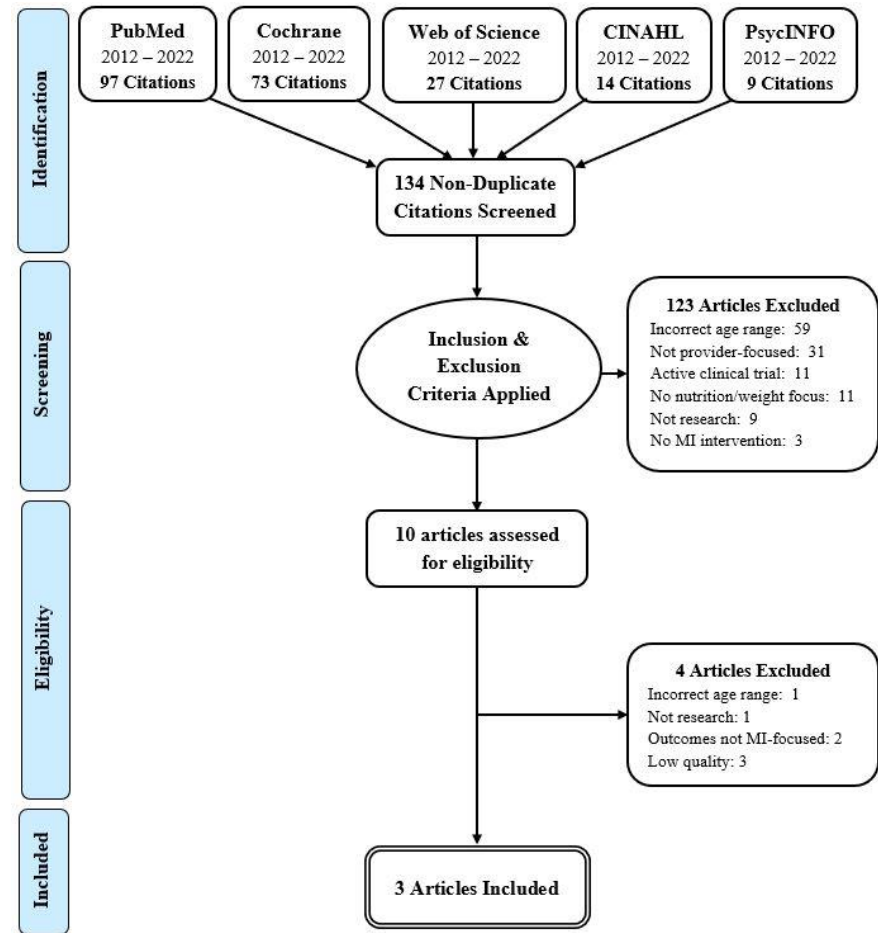 PubMed
2012 – 2022
97 Citations
Cochrane
2012 – 2022
73 Citations
Web of Science
2012 – 2022
27 Citations
CINAHL
2012 – 2022
14 Citations
PsycINFO
2012 – 2022
9 Citations
Identification
134 Non-Duplicate
Citations Screened
Screening
Inclusion &
Exclusion
Criteria Applied
123 Articles Excluded
Incorrect age range: 59
Not provider-focused: 31
Active clinical trial: 11
No nutrition/weight focus: 11
Not research: 9
No MI intervention: 3
Eligibility
10 articles assessed
for eligibility
4 Articles Excluded
Incorrect age range: 1
Not research: 1
Outcomes not MI-focused: 2
Low quality: 3
Included
3 Articles Included